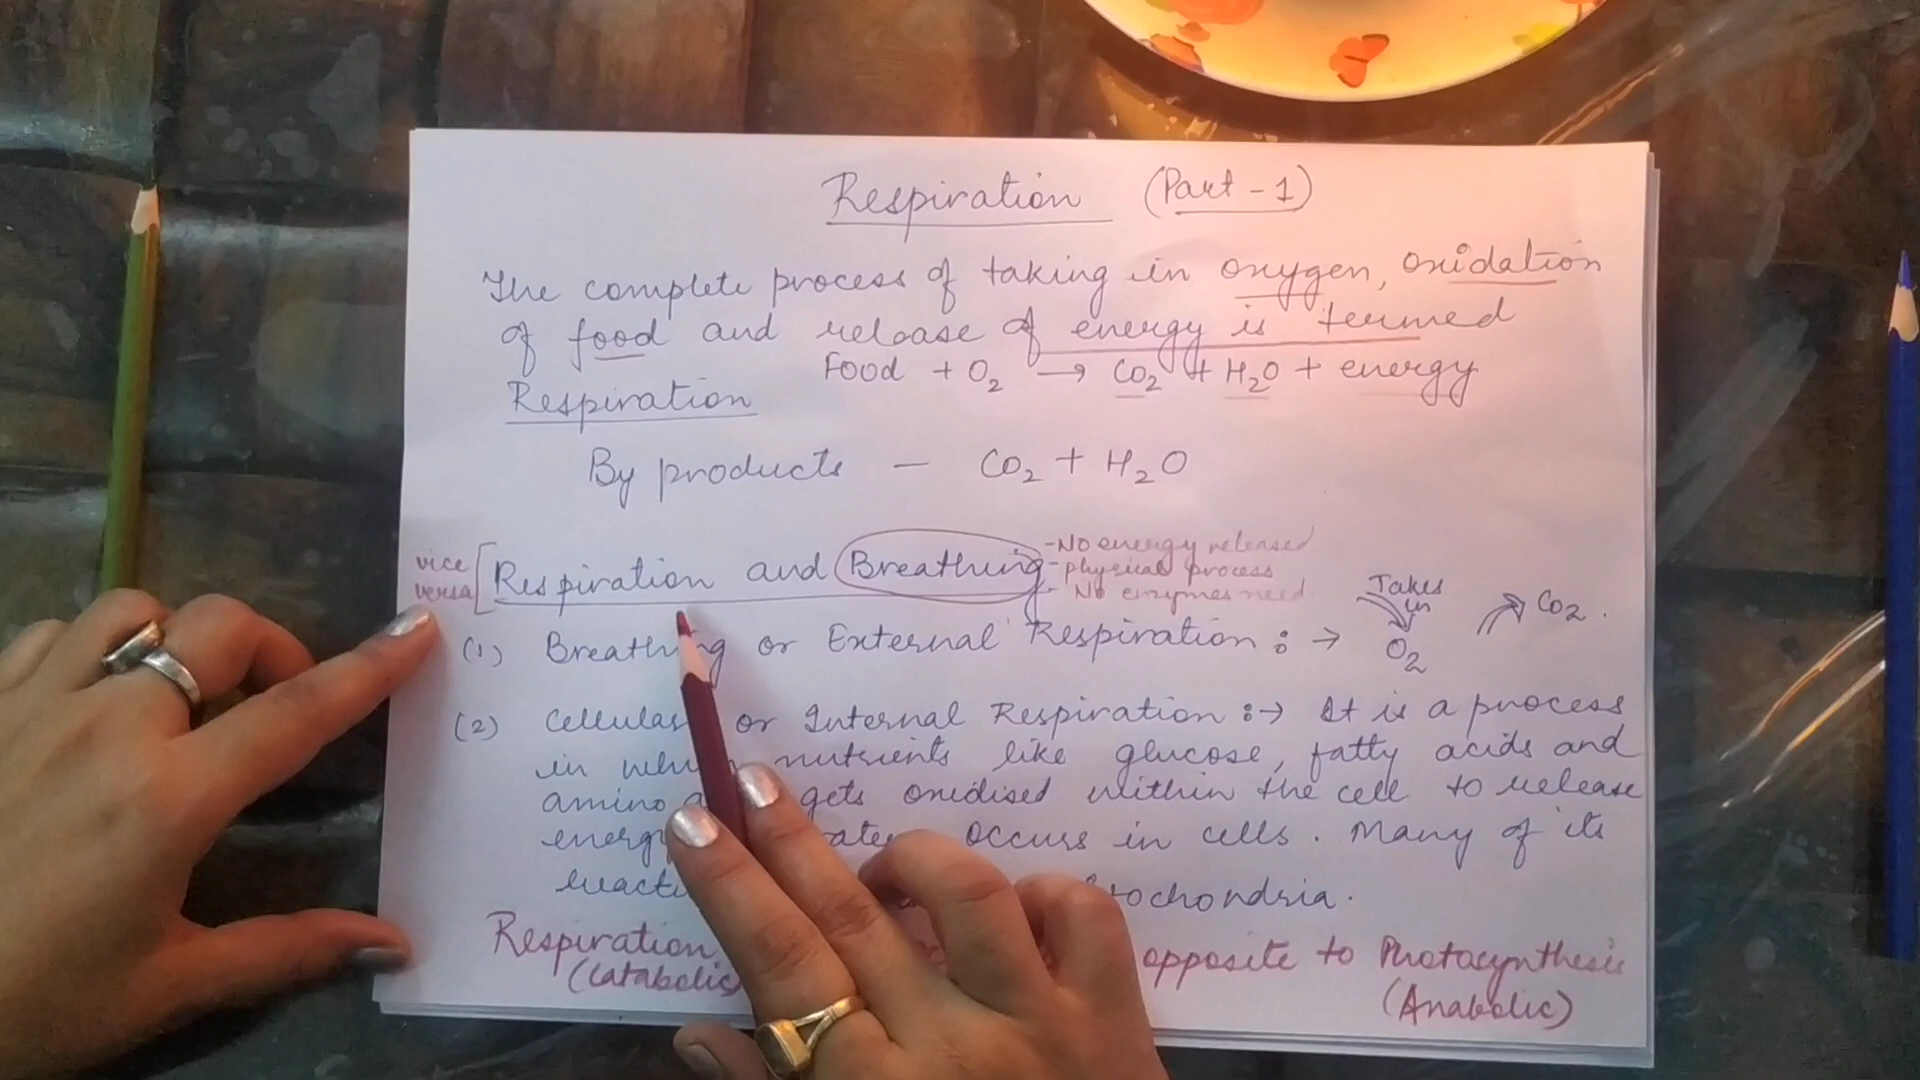 Respiration (Part - 1)
The complete process of taking in oxygen, oxidation
of food and release of energy is termed
Food + O₂ → CO₂ + H₂O + energy
Respiration
By products — CO₂ + H₂O
vice versa
Respiration and Breathing
- No energy released
- physical process
- No enzymes need
(1) Breathing or External Respiration :→ Takes in O₂ CO₂.
(2) Cellular or Internal Respiration :→ It is a process
in nutrients like glucose, fatty acids and
amino gets oxidised within the cell to release
energy occurs in cells. Many of its
Respiration opposite to Photosynthesis
(Catabolic) (Anabolic)